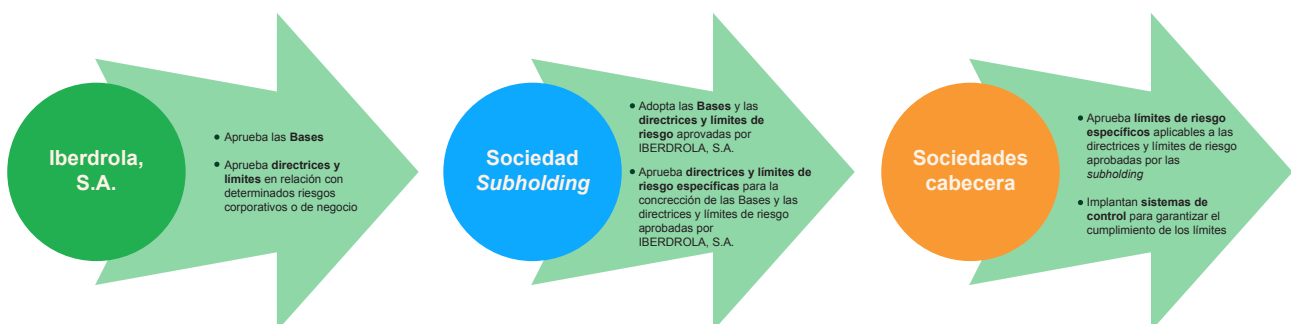 Iberdrola,
S.A.
• Aprueba las Bases
• Aprueba directrices y
límites en relación con
determinados riesgos
corporativos o de negocio
Sociedad
Subholding
• Adopta las Bases y las
directrices y límites de
riesgo aprovadas por
IBERDROLA, S.A.
• Aprueba directrices y límites de
riesgo específicas para la
concrección de las Bases y las
directrices y límites de riesgo
aprobadas por
IBERDROLA, S.A.
Sociedades
cabecera
• Aprueba límites de riesgo
específicos aplicables a las
directrices y límites de riesgo
aprobadas por las
subholding
• Implantan sistemas de
control para garantizar el
cumplimiento de los límites